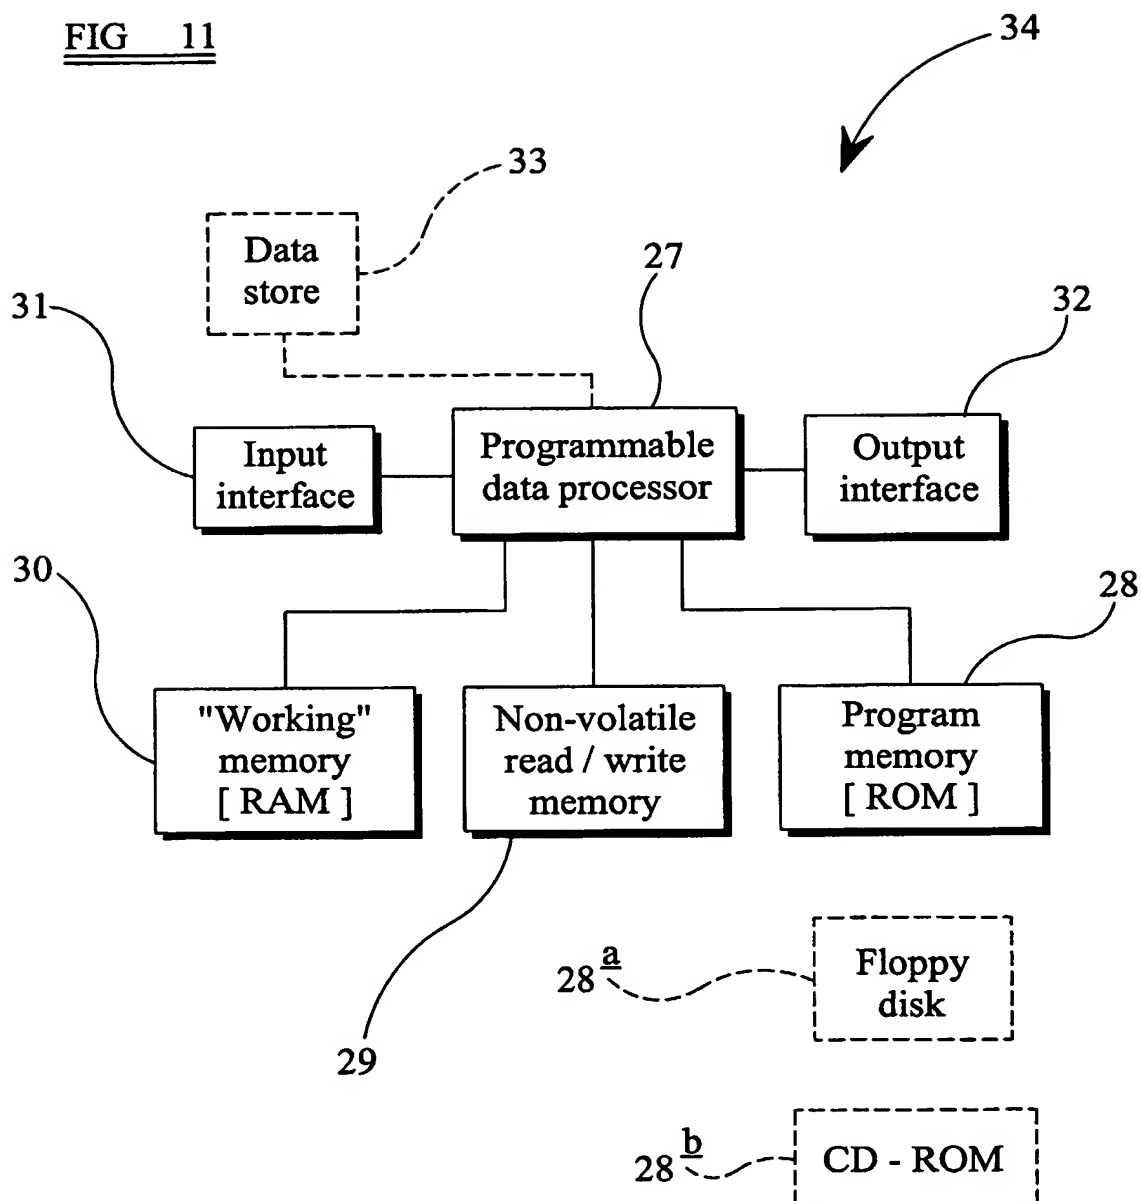 FIG 11
34
33
Data
store
27
31
32
Input
interface
Programmable
data processor
Output
interface
30
28
"Working"
memory
[ RAM ]
Non-volatile
read / write
memory
Program
memory
[ ROM ]
28a
Floppy
disk
29
28b
CD - ROM